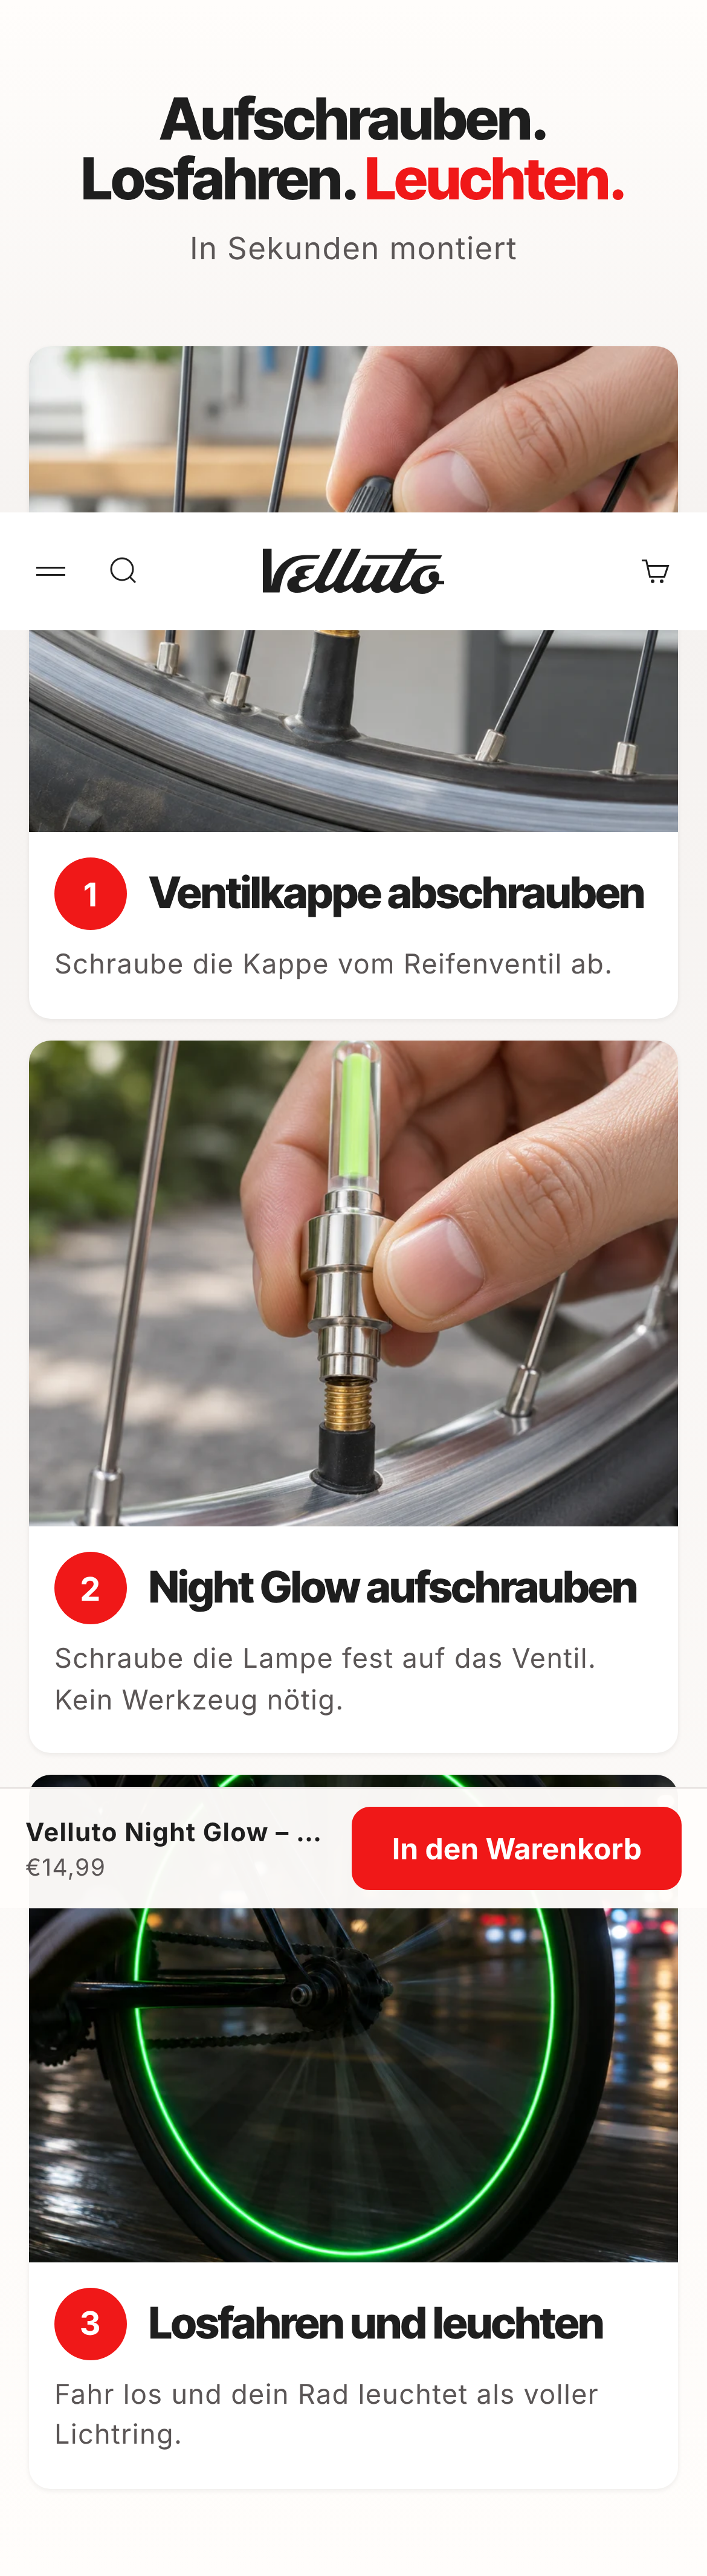 Aufschrauben.
Losfahren. Leuchten.
In Sekunden montiert
Velluto
1 Ventilkappe abschrauben
Schraube die Kappe vom Reifenventil ab.
2 Night Glow aufschrauben
Schraube die Lampe fest auf das Ventil.
Kein Werkzeug nötig.
Velluto Night Glow – ...
€14,99
In den Warenkorb
3 Losfahren und leuchten
Fahr los und dein Rad leuchtet als voller
Lichtring.